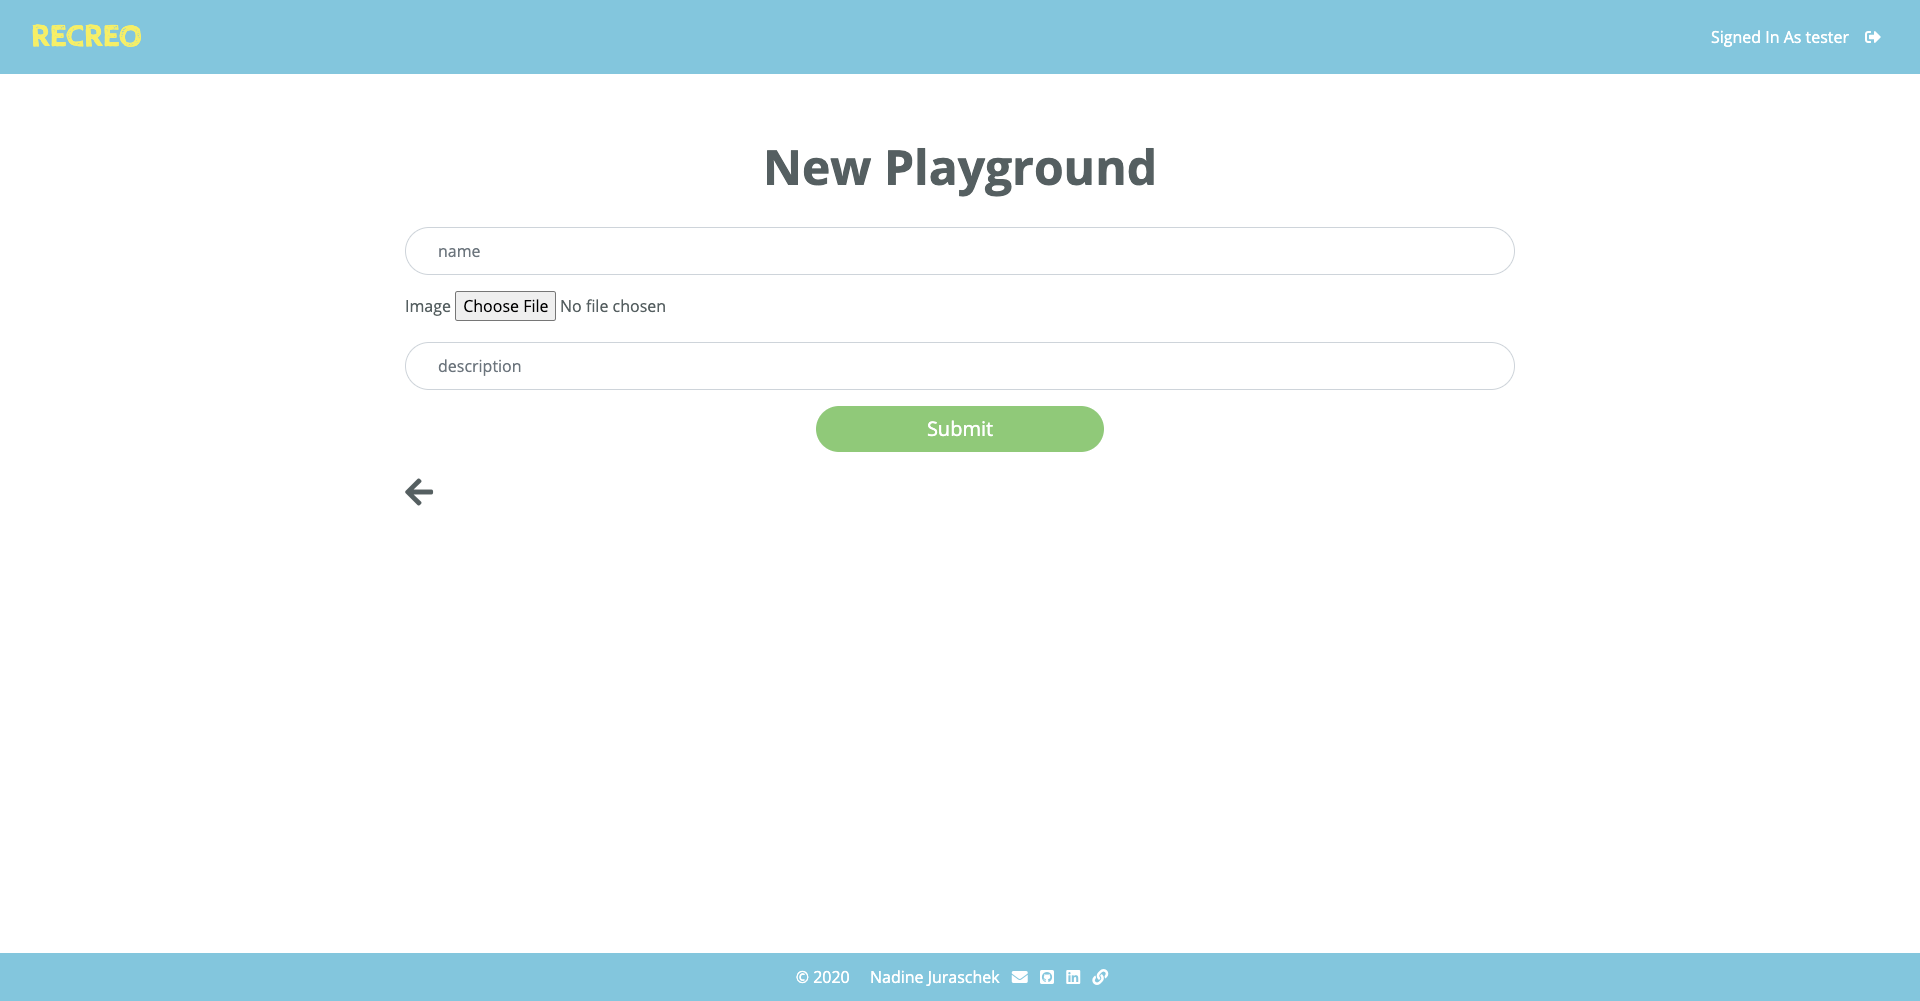 RECREO
Signed In As tester
New Playground
name
Image Choose File No file chosen
description
Submit
© 2020 Nadine Juraschek